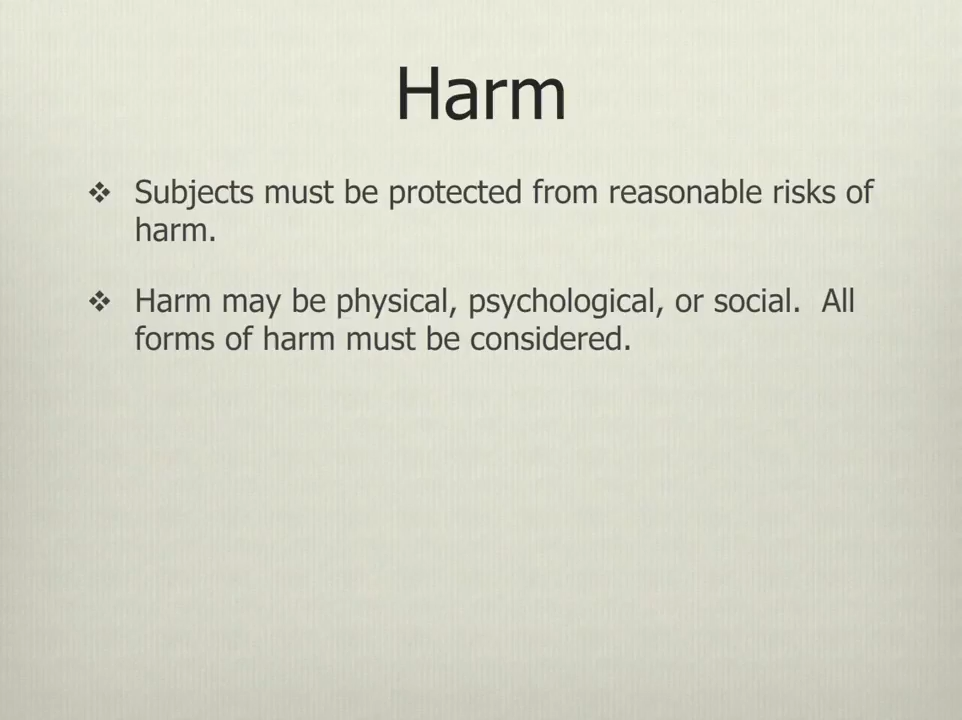 Harm
❖ Subjects must be protected from reasonable risks of
harm.
❖ Harm may be physical, psychological, or social.  All
forms of harm must be considered.